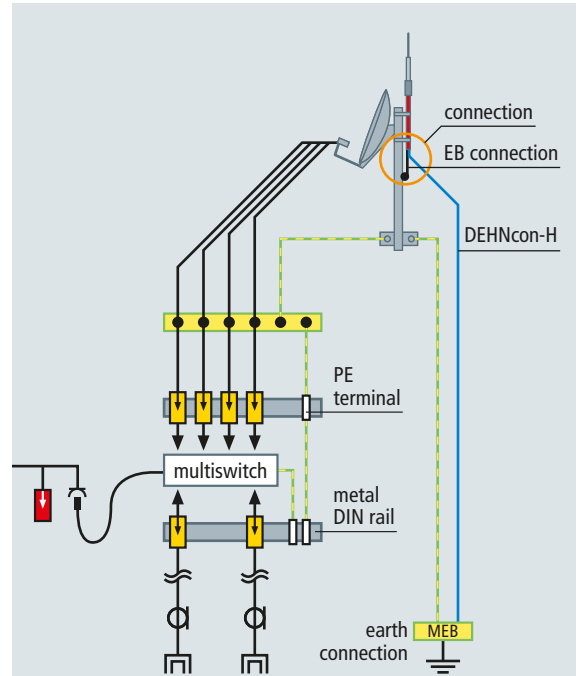 connection
EB connection
DEHNcon-H
PE
terminal
multiswitch
metal
DIN rail
earth
connection
MEB